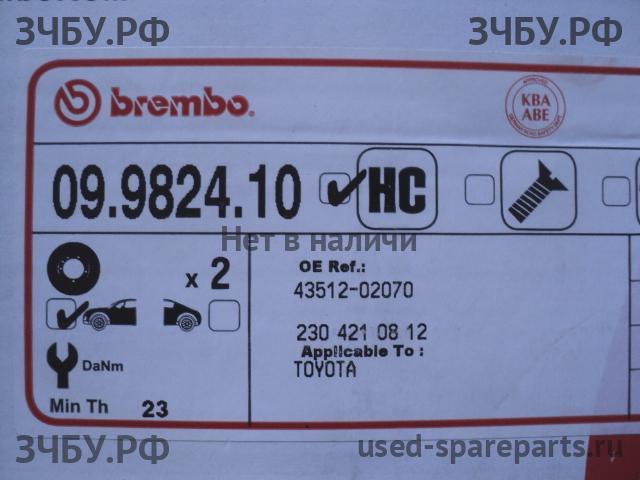 ЗЧБУ.РФ
ЗЧБУ.РФ
brembo.
APPROVED
KBA
ABE
09.9824.10
HC
Нет в наличи
x 2
OE Ref.:
43512-02070
230 421 08 12
Applicable To :
TOYOTA
DaNm
Min Th
23
ЗЧБУ.РФ
used-spareparts.ru